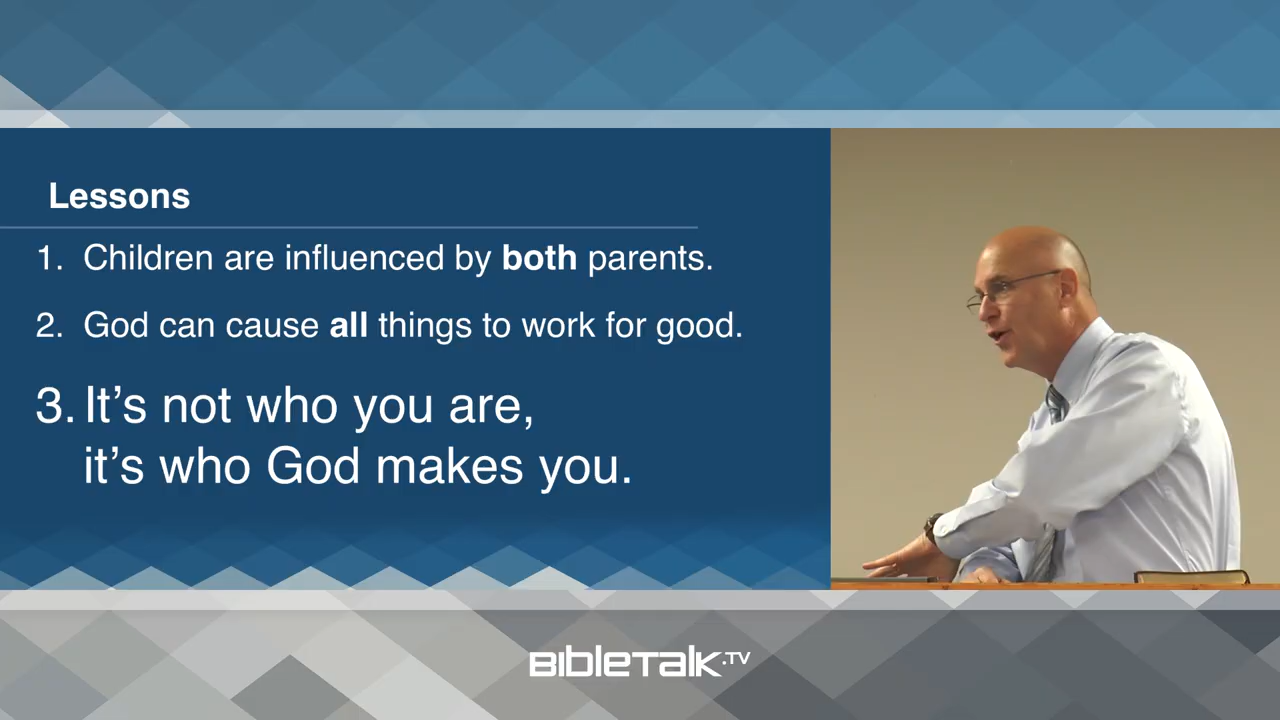 Lessons
1. Children are influenced by both parents.
2. God can cause all things to work for good.
3. It’s not who you are,
it’s who God makes you.
BIBLETALK.TV